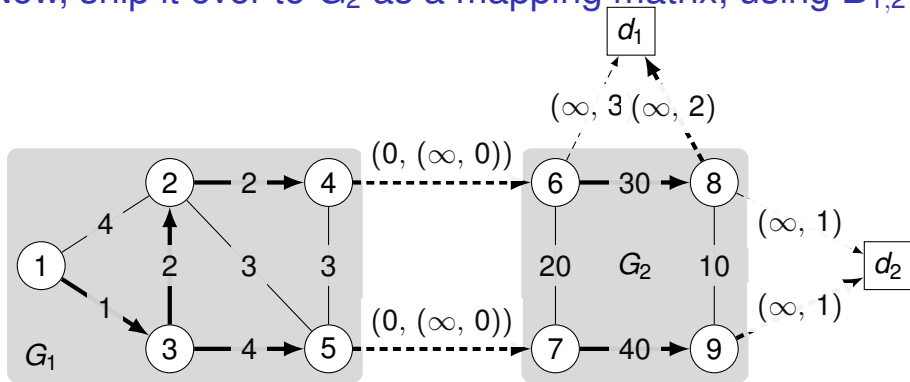 Now, ship it over to G₂ as a mapping matrix, using B₁,₂
d₁
(∞, 3 (∞, 2)
(0, (∞, 0))
2 2 4 6 30 8
4 (∞, 1)
1 2 3 3 20 G₂ 10 d₂
1 (0, (∞, 0)) (∞, 1)
G₁ 3 4 5 7 40 9